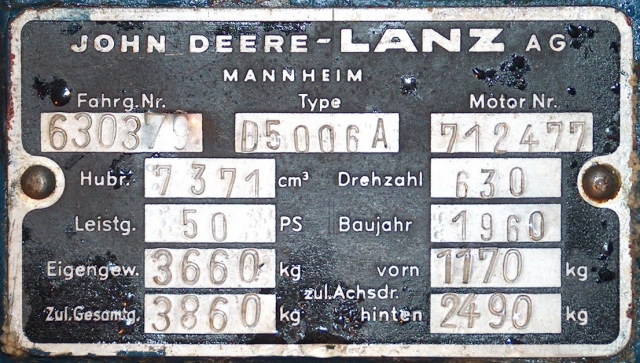 JOHN DEERE-LANZ AG
MANNHEIM
Fahrg.Nr. Type Motor Nr.
630379 D5006A 712477
Hubr. 7371 cm³ Drehzahl 630
Leistg. 50 PS Baujahr 1960
Eigengew. 3660 kg vorn 1170 kg
zul.Achsdr.
Zul.Gesamtg. 3860 kg hinten 2490 kg